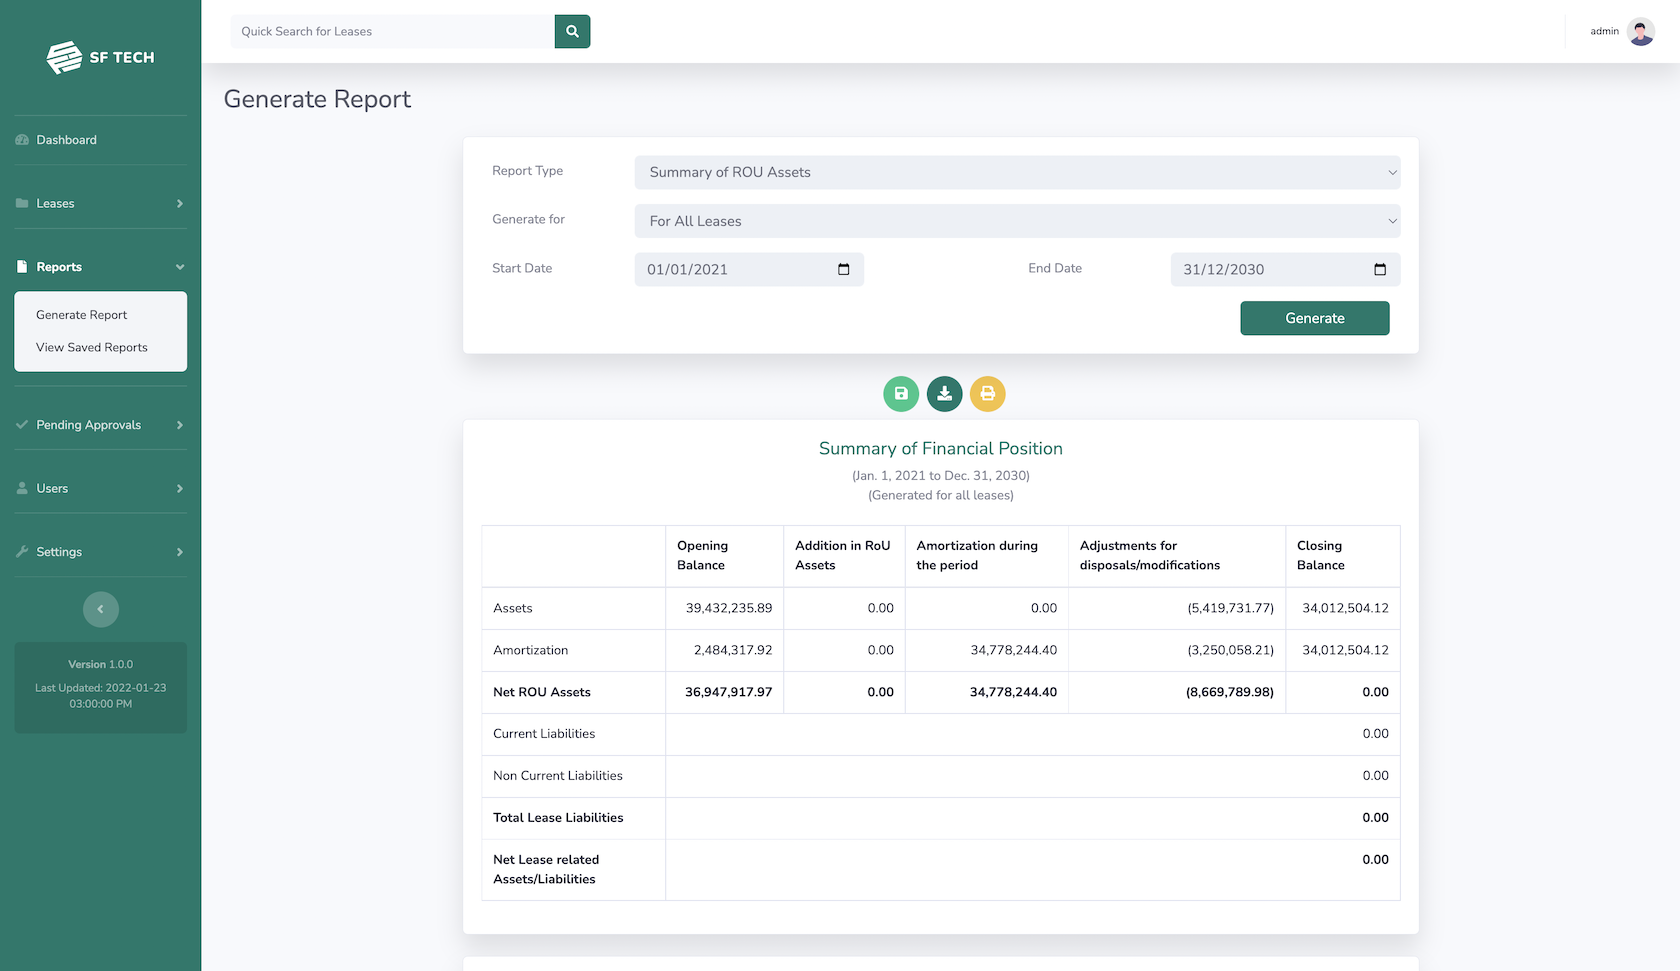 SF TECH
Quick Search for Leases
admin
Dashboard
Leases
Reports
Generate Report
View Saved Reports
Pending Approvals
Users
Settings
Version 1.0.0
Last Updated: 2022-01-23
03:00:00 PM
Generate Report
Report Type
Summary of ROU Assets
Generate for
For All Leases
Start Date
01/01/2021
End Date
31/12/2030
Generate
Summary of Financial Position
(Jan. 1, 2021 to Dec. 31, 2030)
(Generated for all leases)
Opening Balance Addition in RoU Assets Amortization during the period Adjustments for disposals/modifications Closing Balance
Assets 39,432,235.89 0.00 0.00 (5,419,731.77) 34,012,504.12
Amortization 2,484,317.92 0.00 34,778,244.40 (3,250,058.21) 34,012,504.12
Net ROU Assets 36,947,917.97 0.00 34,778,244.40 (8,669,789.98) 0.00
Current Liabilities 0.00
Non Current Liabilities 0.00
Total Lease Liabilities 0.00
Net Lease related Assets/Liabilities 0.00